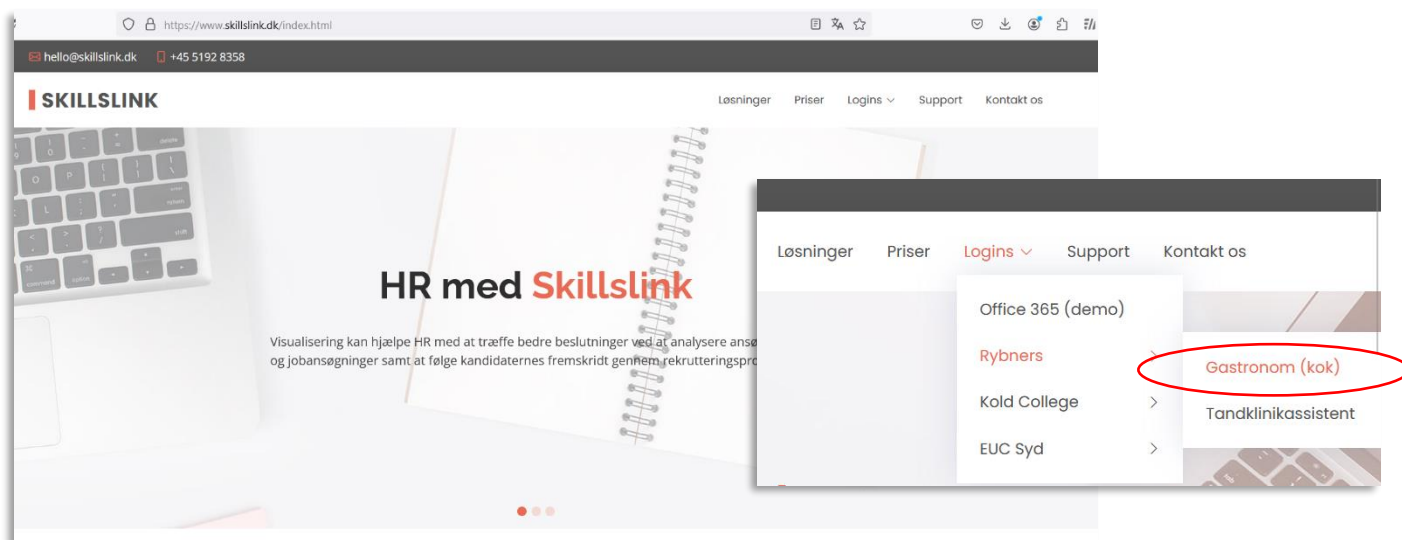 https://www.skillslink.dk/index.html
hello@skillslink.dk +45 5192 8358
SKILLSLINK
Løsninger Priser Logins Support Kontakt os
HR med Skillslink
Visualisering kan hjælpe HR med at træffe bedre beslutninger ved at analysere
og jobansøgninger samt at følge kandidaternes fremskridt gennem
Løsninger Priser Logins Support Kontakt os
Office 365 (demo)
Rybners
Gastronom (kok)
Kold College
Tandklinikassistent
EUC Syd